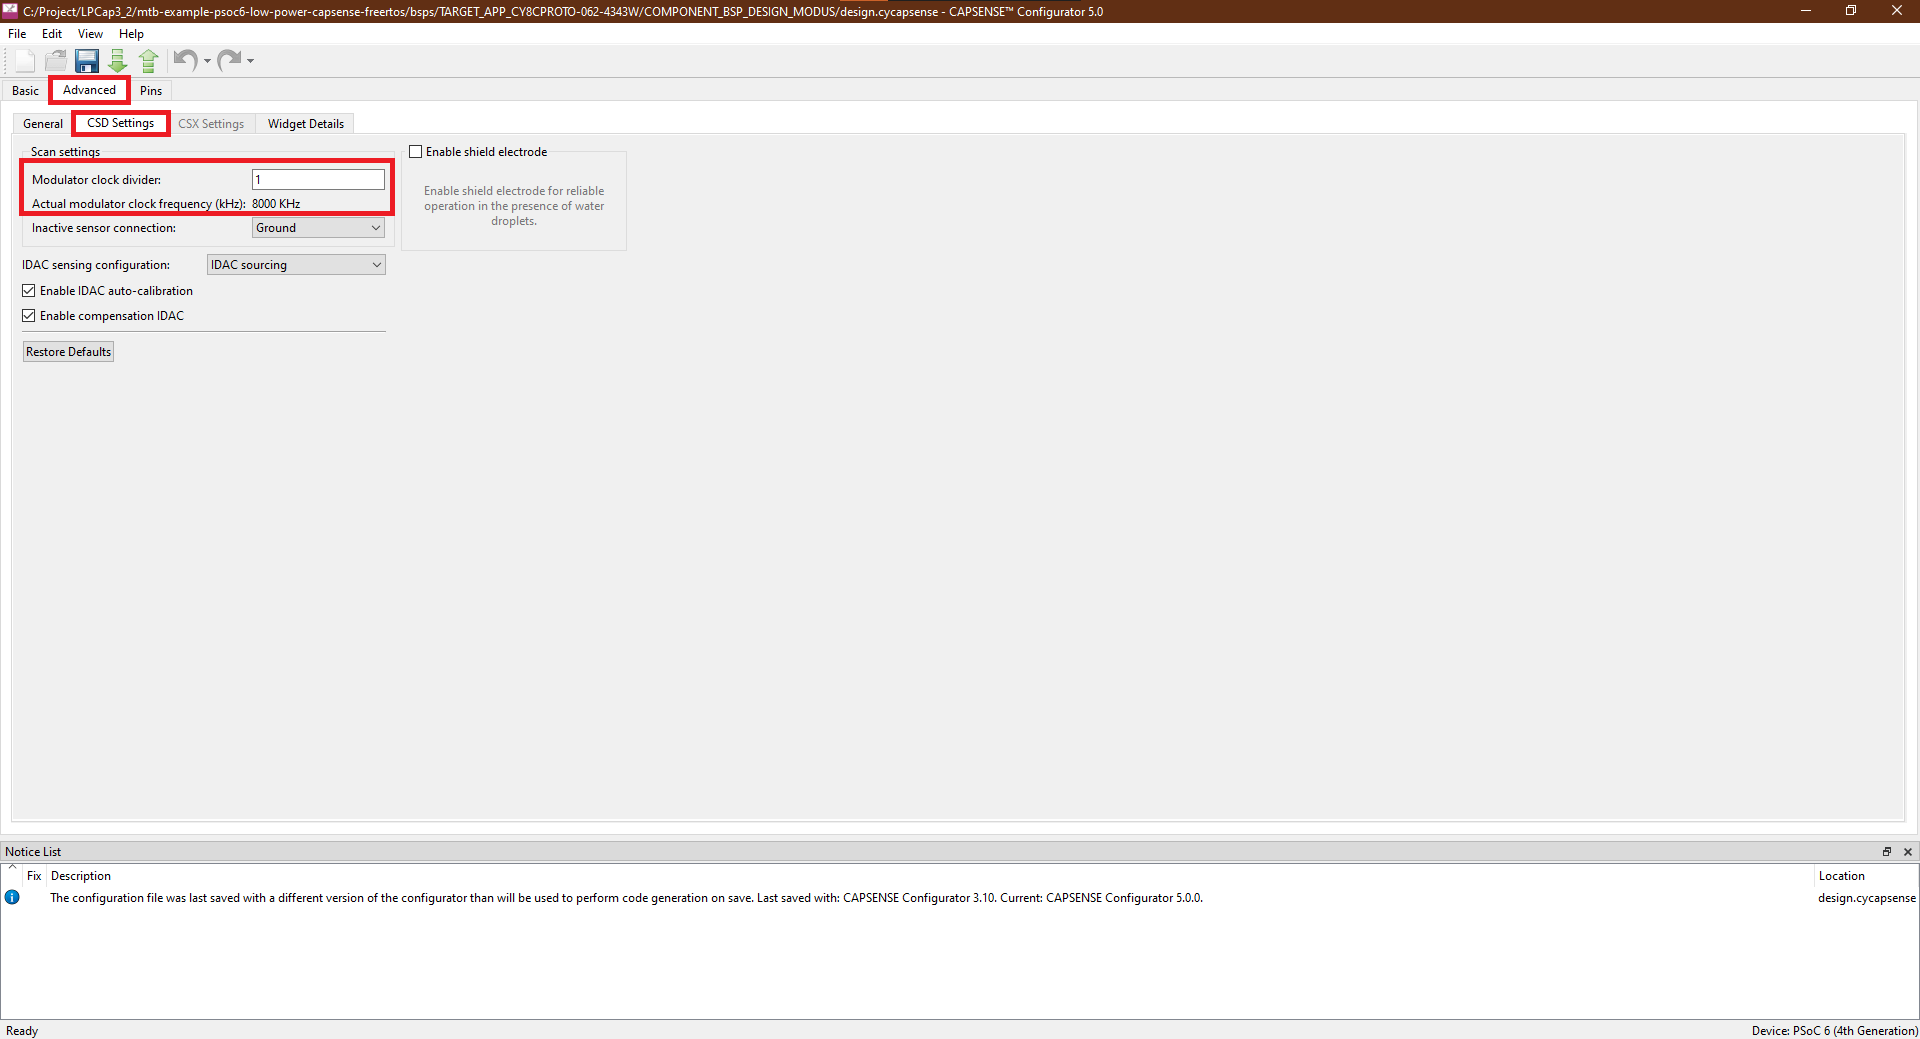 C:/Project/LPCap3_2/mtb-example-psoc6-low-power-capsense-freertos/bsps/TARGET_APP_CY8CPROTO-062-4343W/COMPONENT_BSP_DESIGN_MODUS/design.cycapsense - CAPSENSE™ Configurator 5.0
File Edit View Help
Basic Advanced Pins
General CSD Settings CSX Settings Widget Details
Scan settings
Modulator clock divider: 1
Actual modulator clock frequency (kHz): 8000 KHz
Inactive sensor connection: Ground
Enable shield electrode
Enable shield electrode for reliable
operation in the presence of water
droplets.
IDAC sensing configuration: IDAC sourcing
Enable IDAC auto-calibration
Enable compensation IDAC
Restore Defaults
Notice List
Fix Description Location
The configuration file was last saved with a different version of the configurator than will be used to perform code generation on save. Last saved with: CAPSENSE Configurator 3.10. Current: CAPSENSE Configurator 5.0.0. design.cycapsense
Ready Device: PSoC 6 (4th Generation)